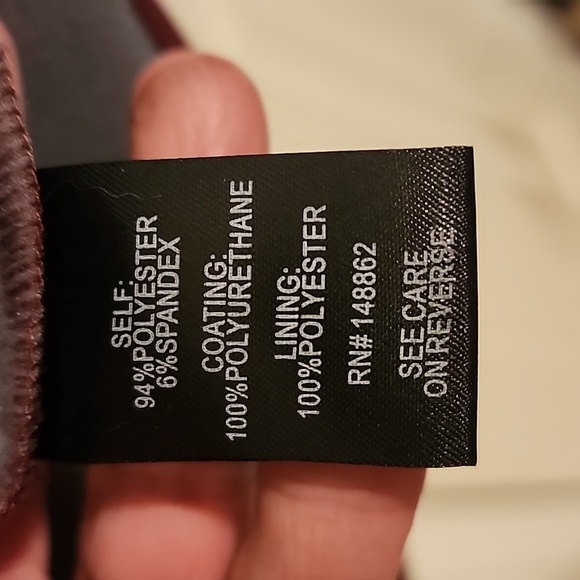 SELF:
94%POLYESTER
6%SPANDEX
COATING:
100%POLYURETHANE
LINING:
100%POLYESTER
RN# 148862
SEE CARE
ON REVERSE